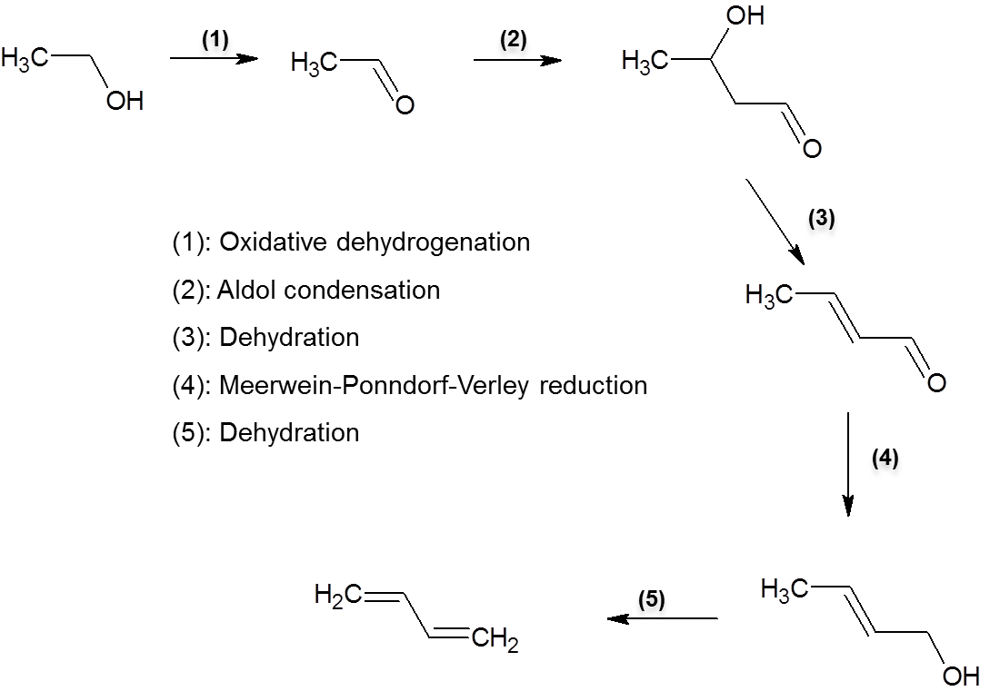 (1)
(2)
OH
H3C
H3C
H3C
OH
O
O
(3)
(1): Oxidative dehydrogenation
(2): Aldol condensation
(3): Dehydration
(4): Meerwein-Ponndorf-Verley reduction
(5): Dehydration
H3C
O
(4)
H2C
CH2
(5)
H3C
OH